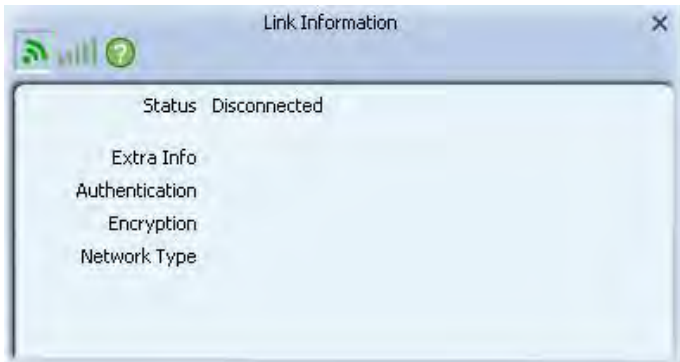 Link Information
Status Disconnected
Extra Info
Authentication
Encryption
Network Type